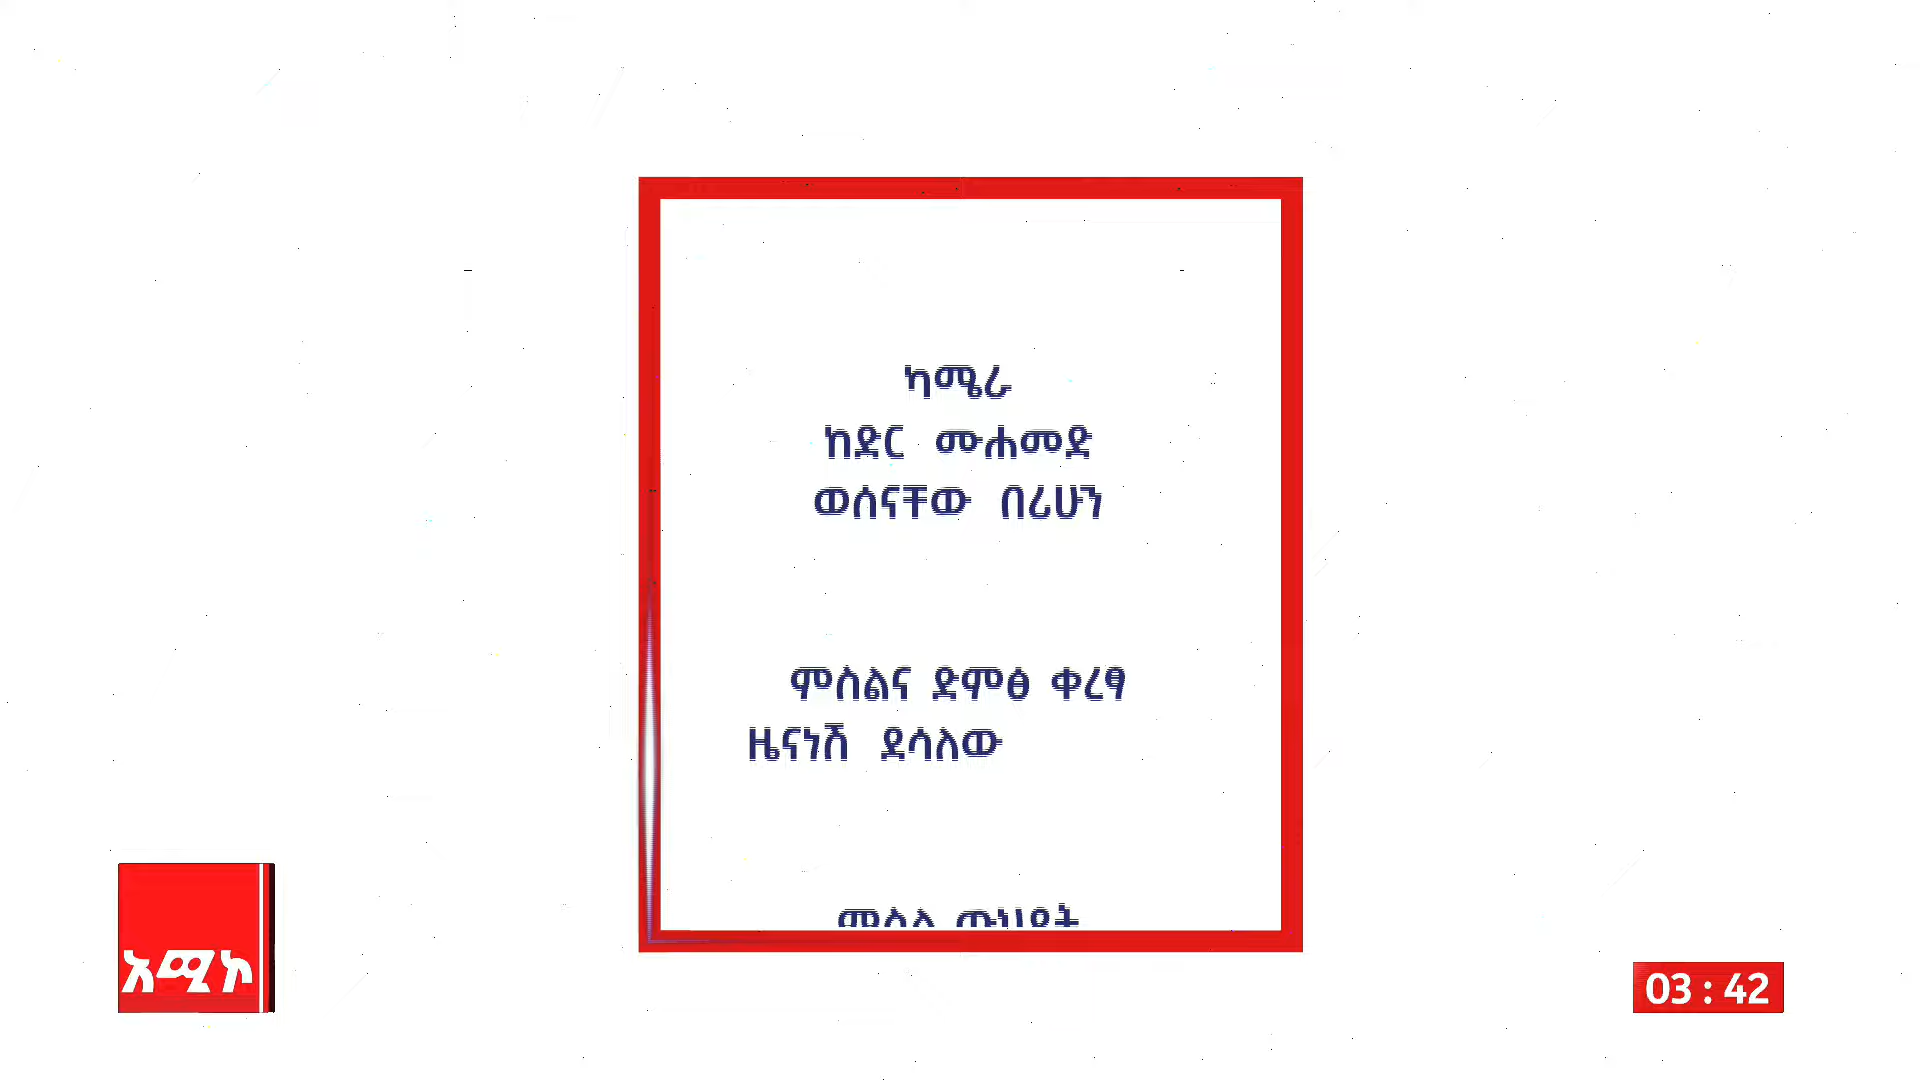 ካሜራ
ከድር ሙሐመድ
ወሰናቸው በሪሁን
ምስልና ድምፅ ቀረፃ
ዜናነሽ ደሳለው
አሚኮ
03 : 42